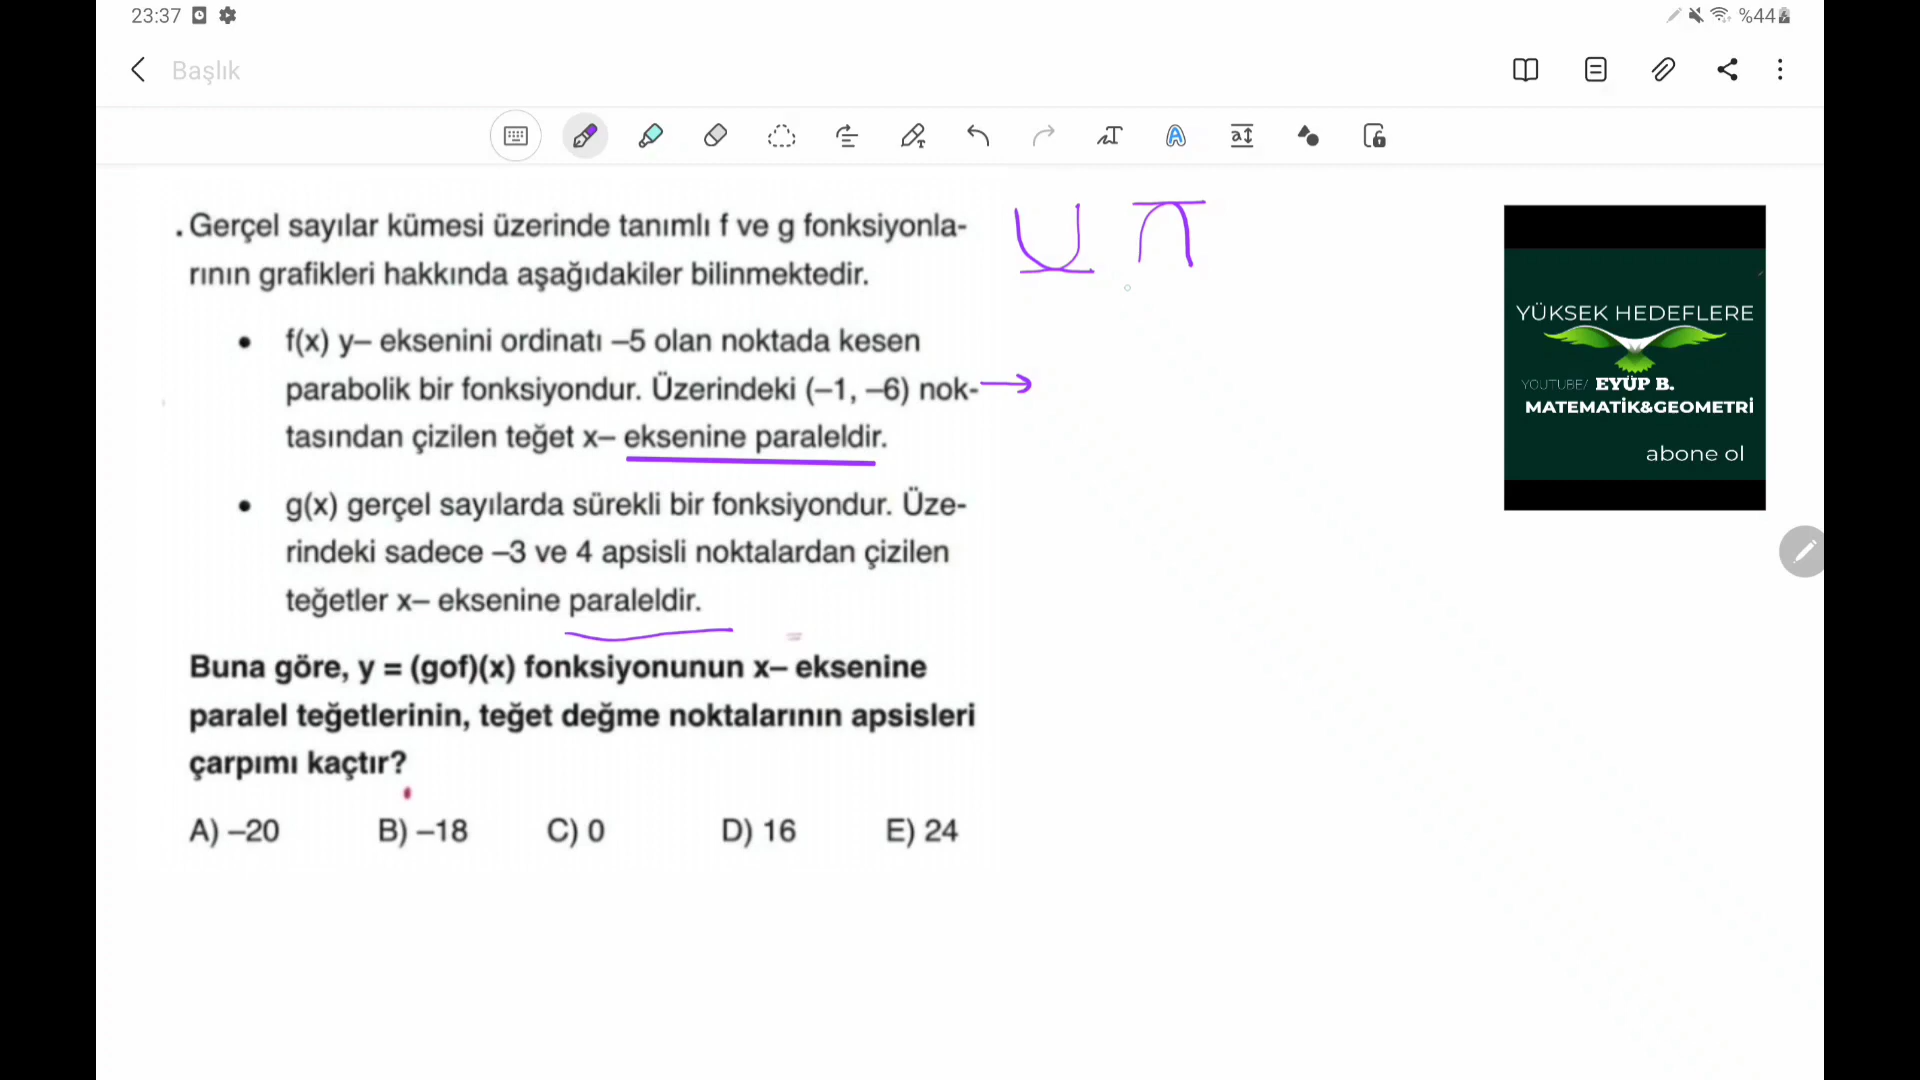 23:37
%44
Başlık
. Gerçel sayılar kümesi üzerinde tanımlı f ve g fonksiyonla-
rının grafikleri hakkında aşağıdakiler bilinmektedir.
• f(x) y– eksenini ordinatı –5 olan noktada kesen
parabolik bir fonksiyondur. Üzerindeki (–1, –6) nok-
tasından çizilen teğet x– eksenine paraleldir.
• g(x) gerçel sayılarda sürekli bir fonksiyondur. Üze-
rindeki sadece –3 ve 4 apsisli noktalardan çizilen
teğetler x– eksenine paraleldir.
Buna göre, y = (gof)(x) fonksiyonunun x– eksenine
paralel teğetlerinin, teğet değme noktalarının apsisleri
çarpımı kaçtır?
A) –20 B) –18 C) 0 D) 16 E) 24
YÜKSEK HEDEFLERE
YOUTUBE/ EYÜP B.
MATEMATİK&GEOMETRİ
abone ol